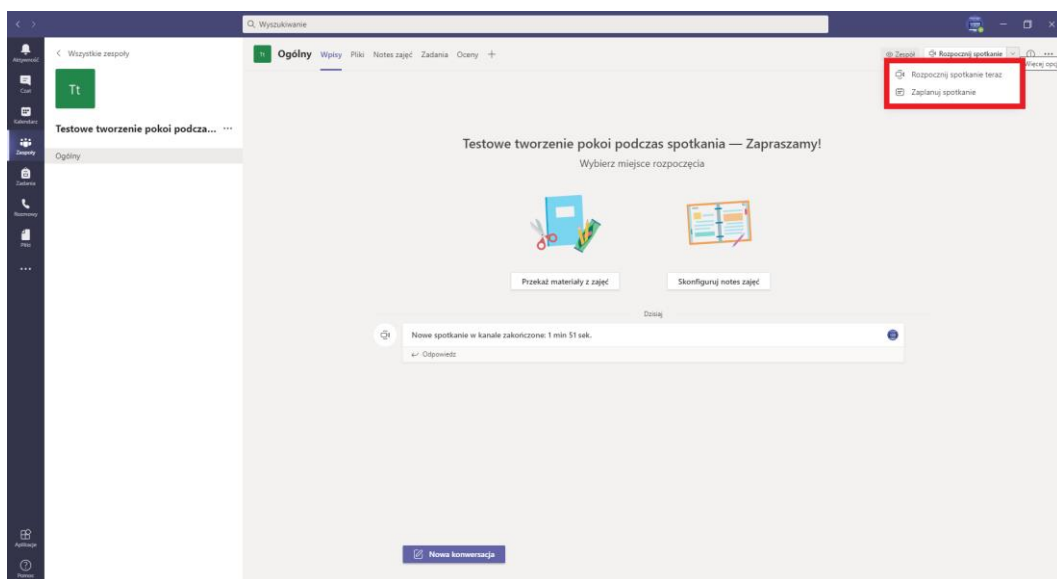 Wyszukiwanie
Aktywność
Czat
Kalendarz
Zespoły
Zadania
Rozmowy
Pliki
Aplikacje
Pomoc
Wszystkie zespoły
Tt
Testowe tworzenie pokoi podcza... ...
Ogólny
Tt Ogólny Wpisy Pliki Notes zajęć Zadania Oceny +
Zespół Rozpocznij spotkanie
Więcej opc
Rozpocznij spotkanie teraz
Zaplanuj spotkanie
Testowe tworzenie pokoi podczas spotkania — Zapraszamy!
Wybierz miejsce rozpoczęcia
Przekaż materiały z zajęć Skonfiguruj notes zajęć
Dzisiaj
Nowe spotkanie w kanale zakończone: 1 min 51 sek.
Odpowiedz
Nowa konwersacja